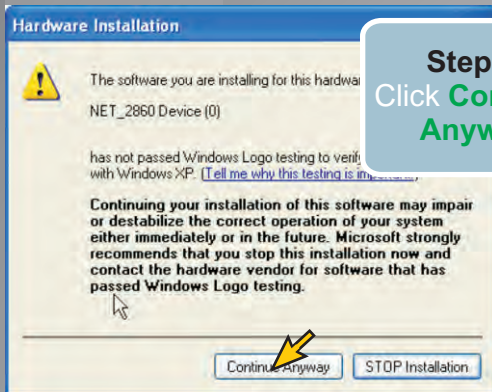 Hardware Installation
Step
Click
Anyw
The software you are installing for this hardwa
NET_2860 Device (0)
has not passed Windows Logo testing to verif
with Windows XP. (Tell me why this testing is important.)
Continuing your installation of this software may impair
or destabilize the correct operation of your system
either immediately or in the future. Microsoft strongly
recommends that you stop this installation now and
contact the hardware vendor for software that has
passed Windows Logo testing.
Continue Anyway
STOP Installation